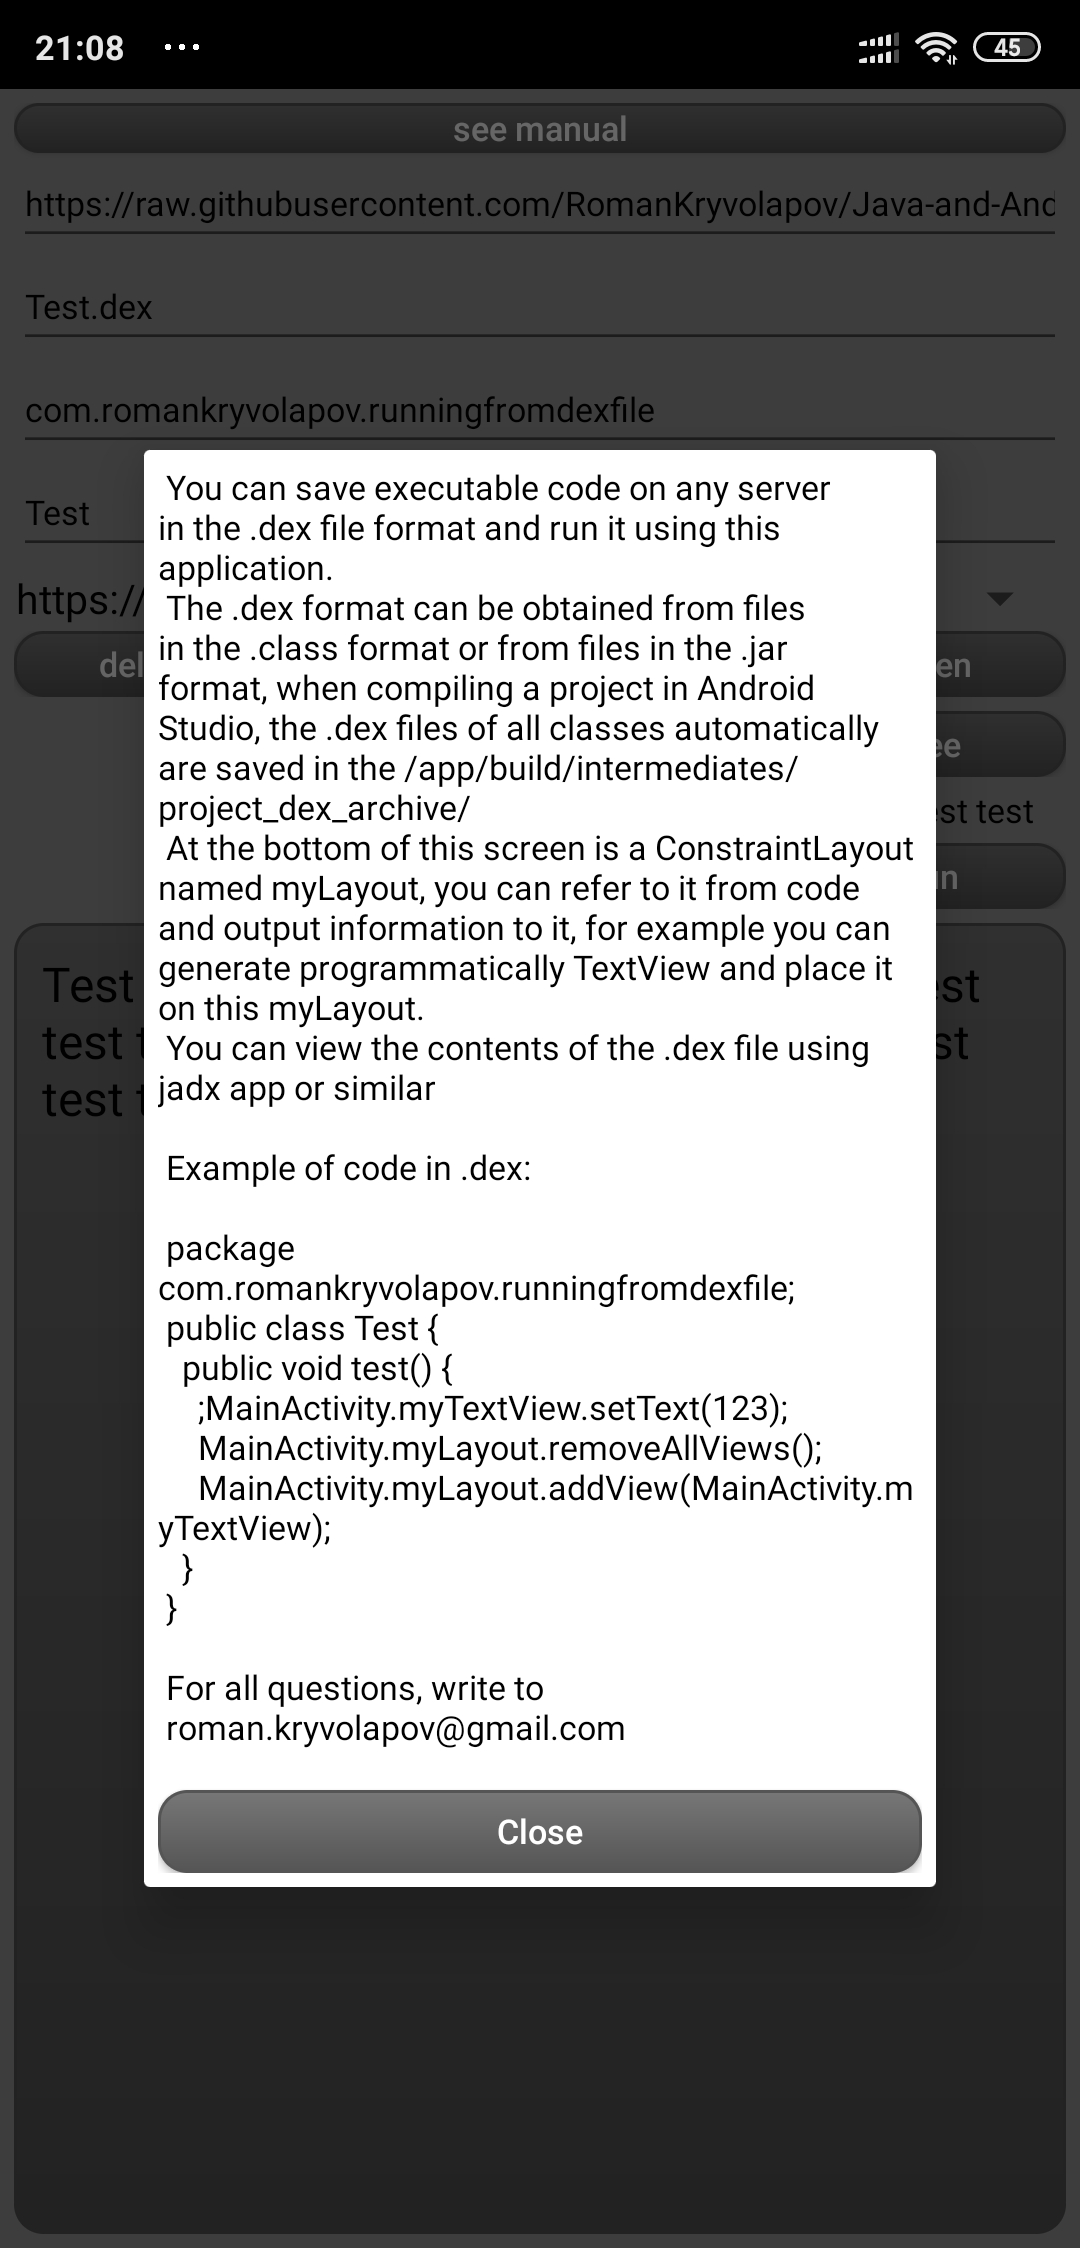 21:08 ...
45
see manual
https://raw.githubusercontent.com/RomanKryvolapov/Java-and-And
Test.dex
com.romankryvolapov.runningfromdexfile
Test
https://
You can save executable code on any server
in the .dex file format and run it using this
application.
The .dex format can be obtained from files
in the .class format or from files in the .jar
format, when compiling a project in Android
Studio, the .dex files of all classes automatically
are saved in the /app/build/intermediates/
project_dex_archive/
At the bottom of this screen is a ConstraintLayout
named myLayout, you can refer to it from code
and output information to it, for example you can
generate programmatically TextView and place it
on this myLayout.
You can view the contents of the .dex file using
jadx app or similar
Example of code in .dex:
package
com.romankryvolapov.runningfromdexfile;
public class Test {
public void test() {
;MainActivity.myTextView.setText(123);
MainActivity.myLayout.removeAllViews();
MainActivity.myLayout.addView(MainActivity.m
yTextView);
}
}
For all questions, write to
roman.kryvolapov@gmail.com
Close
del
en
ee
est test
un
Test
est
test t
st
test t